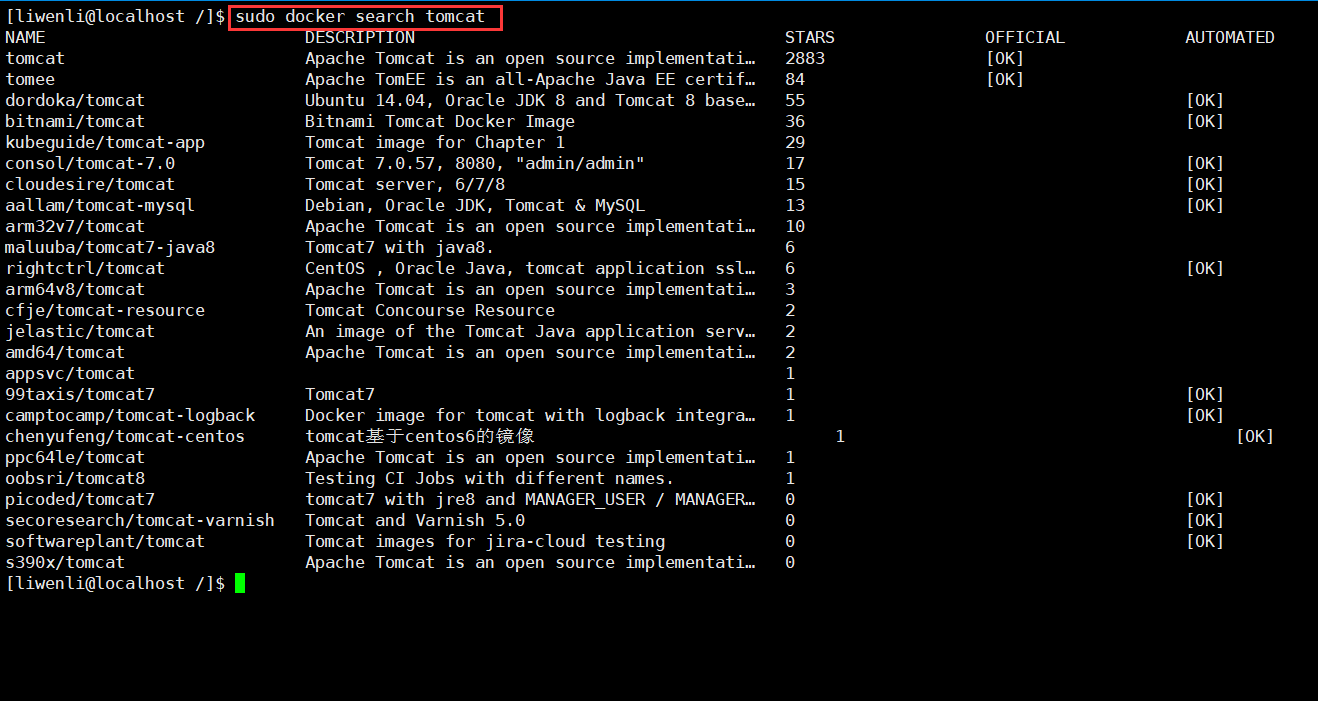 [liwenli@localhost /]$ sudo docker search tomcat
NAME DESCRIPTION STARS OFFICIAL AUTOMATED
tomcat Apache Tomcat is an open source implementati… 2883 [OK]
tomee Apache TomEE is an all-Apache Java EE certif… 84 [OK]
dordoka/tomcat Ubuntu 14.04, Oracle JDK 8 and Tomcat 8 base… 55 [OK]
bitnami/tomcat Bitnami Tomcat Docker Image 36 [OK]
kubeguide/tomcat-app Tomcat image for Chapter 1 29
consol/tomcat-7.0 Tomcat 7.0.57, 8080, "admin/admin" 17 [OK]
cloudesire/tomcat Tomcat server, 6/7/8 15 [OK]
aallam/tomcat-mysql Debian, Oracle JDK, Tomcat & MySQL 13 [OK]
arm32v7/tomcat Apache Tomcat is an open source implementati… 10
maluuba/tomcat7-java8 Tomcat7 with java8. 6
rightctrl/tomcat CentOS , Oracle Java, tomcat application ssl… 6 [OK]
arm64v8/tomcat Apache Tomcat is an open source implementati… 3
cfje/tomcat-resource Tomcat Concourse Resource 2
jelastic/tomcat An image of the Tomcat Java application serv… 2
amd64/tomcat Apache Tomcat is an open source implementati… 2
appsvc/tomcat 1
99taxis/tomcat7 Tomcat7 1 [OK]
camptocamp/tomcat-logback Docker image for tomcat with logback integra… 1 [OK]
chenyufeng/tomcat-centos tomcat基于centos6的镜像 1 [OK]
ppc64le/tomcat Apache Tomcat is an open source implementati… 1
oobsri/tomcat8 Testing CI Jobs with different names. 1
picoded/tomcat7 tomcat7 with jre8 and MANAGER_USER / MANAGER… 0 [OK]
secoresearch/tomcat-varnish Tomcat and Varnish 5.0 0 [OK]
softwareplant/tomcat Tomcat images for jira-cloud testing 0 [OK]
s390x/tomcat Apache Tomcat is an open source implementati… 0
[liwenli@localhost /]$